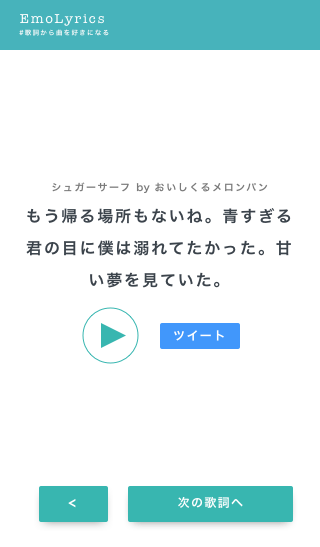 EmoLyrics
#歌詞から曲を好きになる
シュガーサーフ by おいしくるメロンパン
もう帰る場所もないね。青すぎる
君の目に僕は溺れてたかった。甘
い夢を見ていた。
ツイート
<
次の歌詞へ